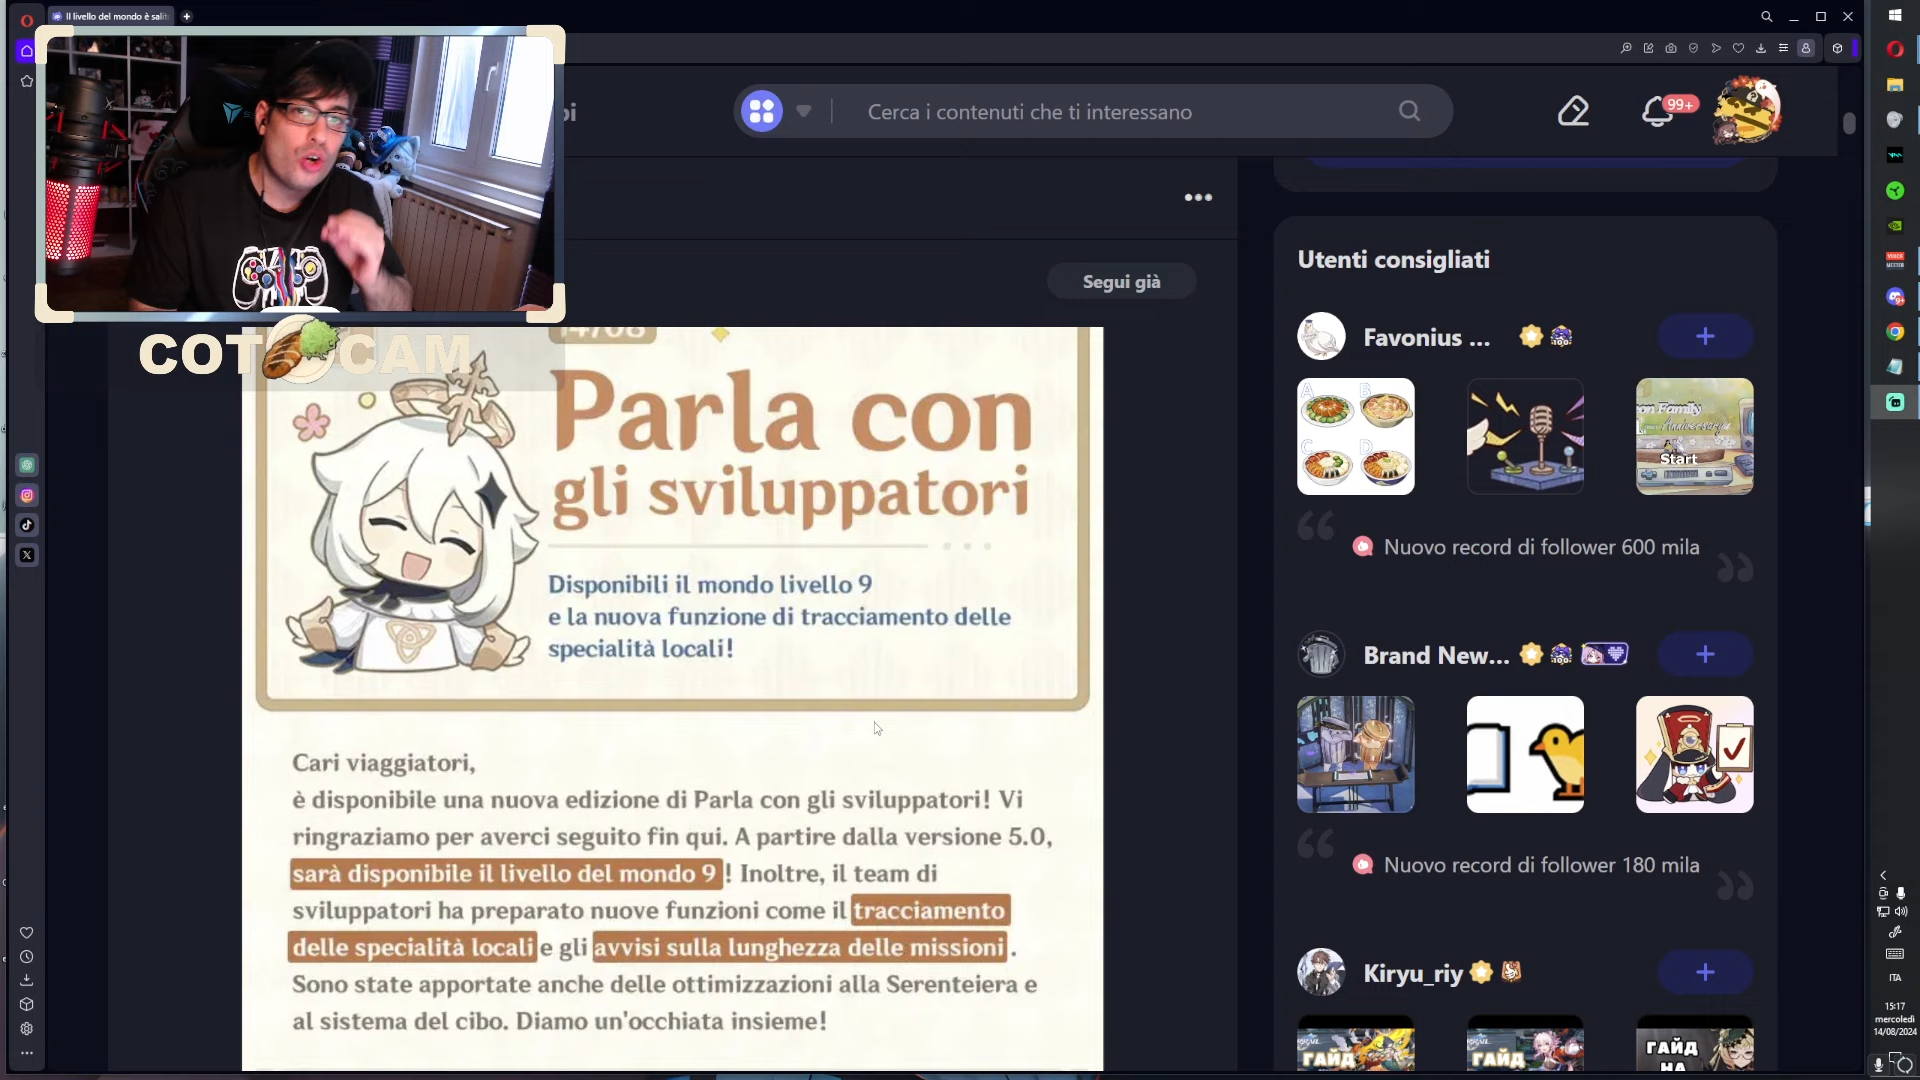 Il livello del mondo è salit
pi
Cerca i contenuti che ti interessano
99+
Segui già
COT CAM
14/08
Parla con
gli sviluppatori
Disponibili il mondo livello 9
e la nuova funzione di tracciamento delle
specialità locali!
Cari viaggiatori,
è disponibile una nuova edizione di Parla con gli sviluppatori! Vi
ringraziamo per averci seguito fin qui. A partire dalla versione 5.0,
sarà disponibile il livello del mondo 9 ! Inoltre, il team di
sviluppatori ha preparato nuove funzioni come il tracciamento
delle specialità locali e gli avvisi sulla lunghezza delle missioni .
Sono state apportate anche delle ottimizzazioni alla Serenteiera e
al sistema del cibo. Diamo un'occhiata insieme!
Utenti consigliati
Favonius ...
A B
C D
Anniversary
Start
Nuovo record di follower 600 mila
Brand New...
Nuovo record di follower 180 mila
Kiryu_riy
ГАЙД
ГАЙД
ГАЙД
НА
ITA
15:17
mercoledì
14/08/2024